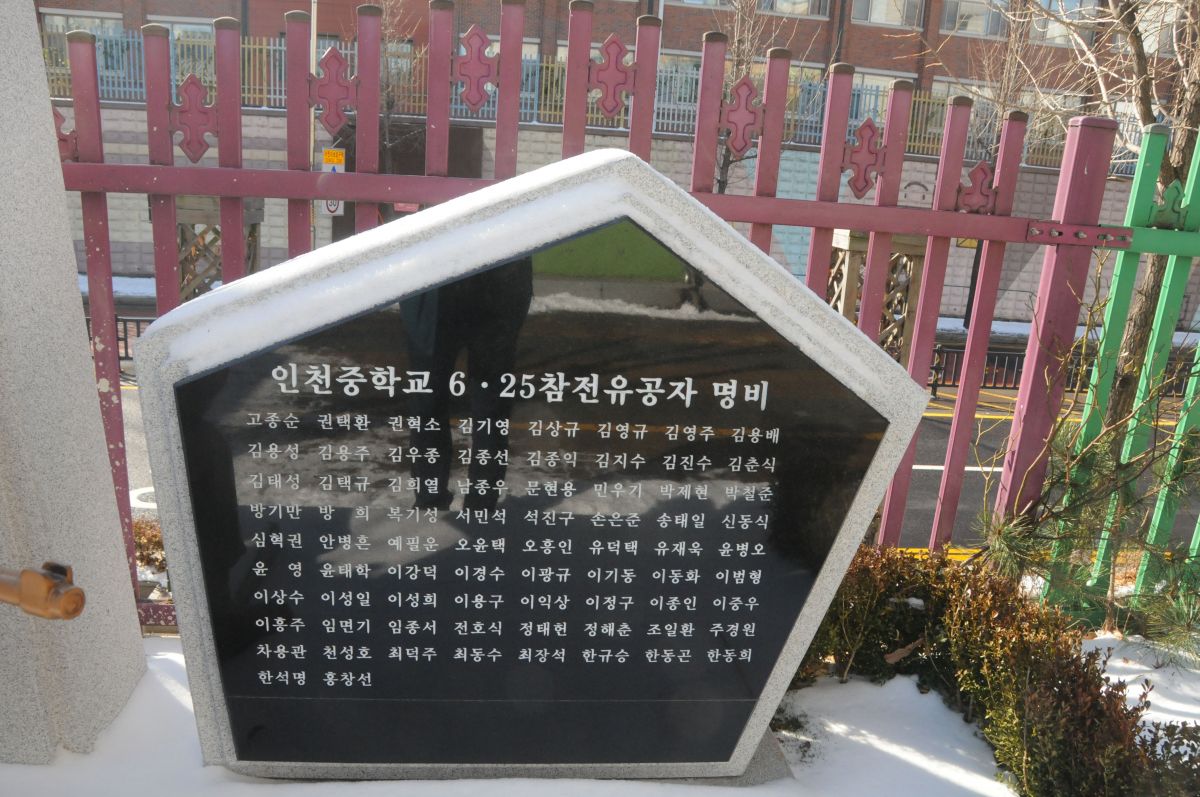 인천중학교 6·25참전유공자 명비
고종순 권택환 권혁소 김기영 김상규 김영규 김영주 김용배
김용성 김용주 김우종 김종선 김종익 김지수 김진수 김춘식
김태성 김택규 김희열 남종우 문현용 민우기 박제현 박철준
방기만 방 희 복기성 서민석 석진구 손은준 송태일 신동식
심혁권 안병흔 예필운 오윤택 오흥인 유덕택 유재욱 윤병오
윤 영 윤태학 이강덕 이경수 이광규 이기동 이동화 이범형
이상수 이성일 이성희 이용구 이익상 이정구 이종인 이중우
이흥주 임면기 임종서 전호식 정태헌 정해춘 조일환 주경원
차용관 천성호 최덕주 최동수 최장석 한규승 한동곤 한동희
한석명 홍창선
30